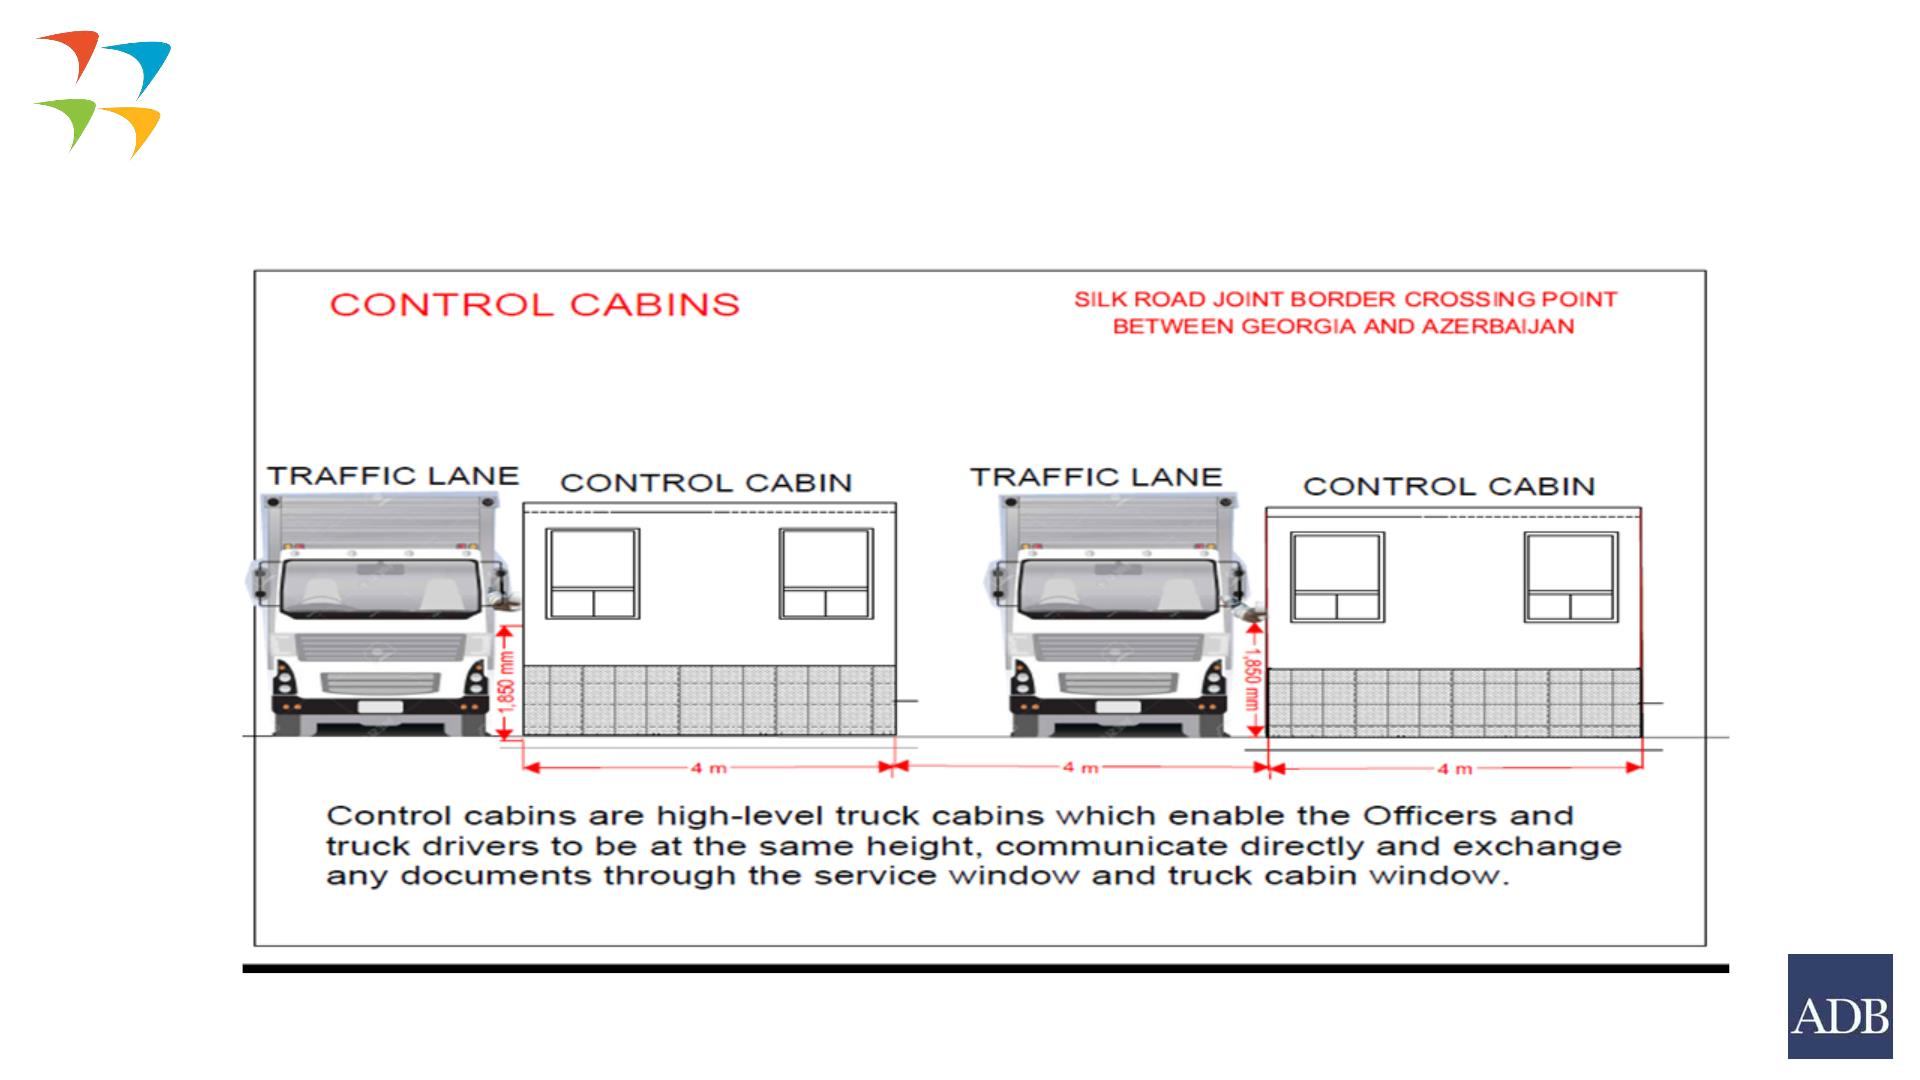 CONTROL CABINS
SILK ROAD JOINT BORDER CROSSING POINT
BETWEEN GEORGIA AND AZERBAIJAN
TRAFFIC LANE
CONTROL CABIN
TRAFFIC LANE
CONTROL CABIN
1,850 mm
1,850 mm
4 m
4 m
4 m
Control cabins are high-level truck cabins which enable the Officers and
truck drivers to be at the same height, communicate directly and exchange
any documents through the service window and truck cabin window.
ADB